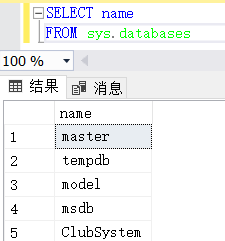 SELECT name
FROM sys.databases
100 %
结果 消息
name
1 master
2 tempdb
3 model
4 msdb
5 ClubSystem